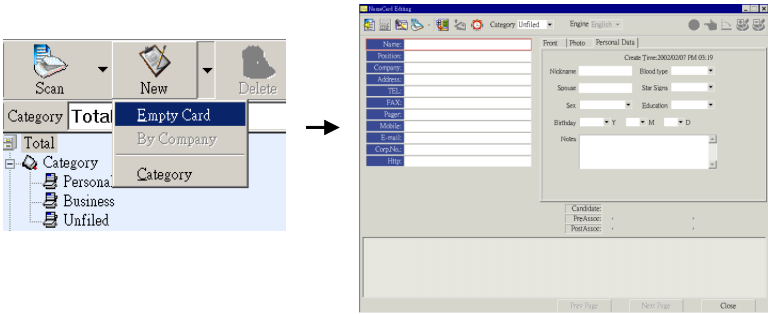 Scan
New
Delete
Category Total
Empty Card
By Company
Category
Total
Category
Personal
Business
Unfiled
NameCard Editing
Category Unfiled
Engine English
Name:
Position:
Company:
Address:
TEL:
FAX:
Pager:
Mobile:
E-mail:
Corp.No.:
Http:
Front Photo Personal Data
Create Time:2002/02/07 PM 03:19
Nickname Blood type
Spouse Star Signs
Sex Education
Birthday Y M D
Notes
Candidate:
PreAssoc:
PostAssoc:
Prev Page Next Page Close